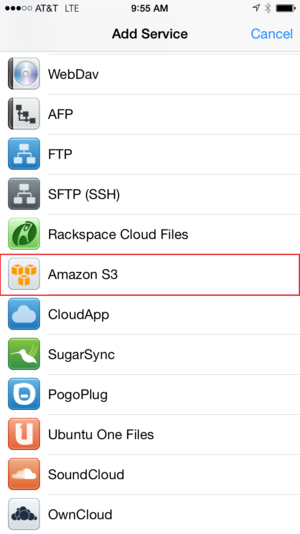 AT&T LTE 9:55 AM
Add Service Cancel
WebDav
AFP
FTP
SFTP (SSH)
Rackspace Cloud Files
Amazon S3
CloudApp
SugarSync
PogoPlug
Ubuntu One Files
SoundCloud
OwnCloud